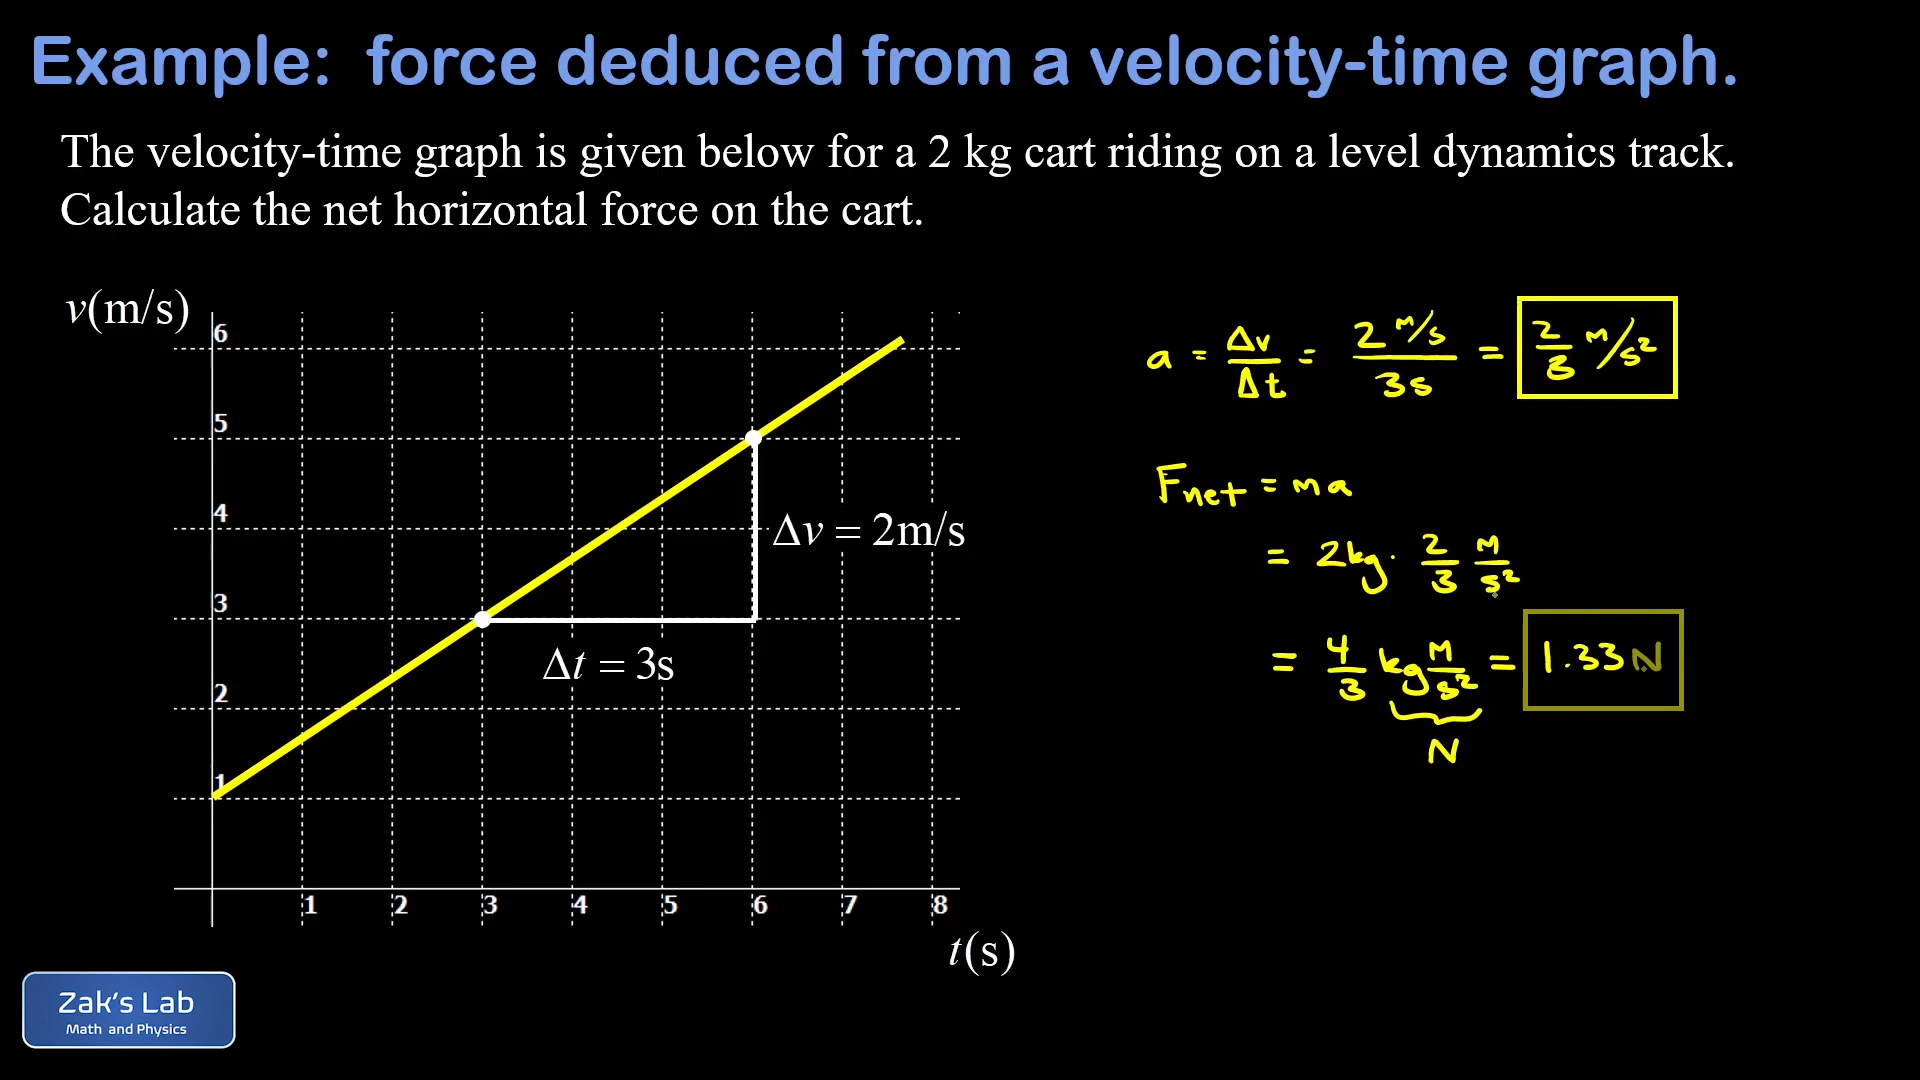 Example: force deduced from a velocity-time graph.
The velocity-time graph is given below for a 2 kg cart riding on a level dynamics track.
Calculate the net horizontal force on the cart.
v(m/s)
6
5
4
3
2
1
Δv = 2m/s
Δt = 3s
1 2 3 4 5 6 7 8
t(s)
a = Δv/Δt = 2 m/s / 3s = 2/3 m/s²
Fnet = ma
= 2kg · 2/3 m/s²
= 4/3 kg m/s² = 1.33 N
N
Zak's Lab
Math and Physics